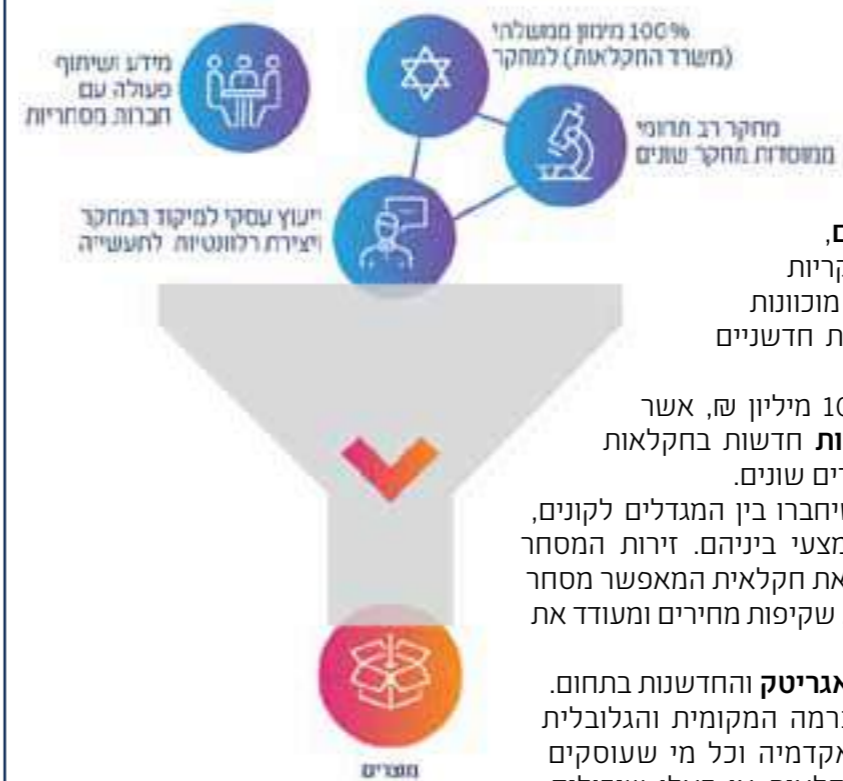 100% מימון ממשלתי
(משרד החקלאות) למחקר
מידע ושיתוף
פעולה עם
חברות מסחריות
מחקר רב תחומי
ממוסדות מחקר שונים
ייעוץ עסקי למיקוד המחקר
ויצירת רלוונטיות לתעשייה
מוצרים
ם,
קריות
מוכוונות
ת חדשניים
10 מיליון ₪, אשר
ות חדשות בחקלאות
רים שונים.
שיחברו בין המגדלים לקונים,
מצעי ביניהם. זירות המסחר
את חקלאית המאפשר מסחר
שקיפות מחירים ומעודד את
אגריטק והחדשנות בתחום.
ברמה המקומית והגלובלית
אקדמיה וכל מי שעוסקים